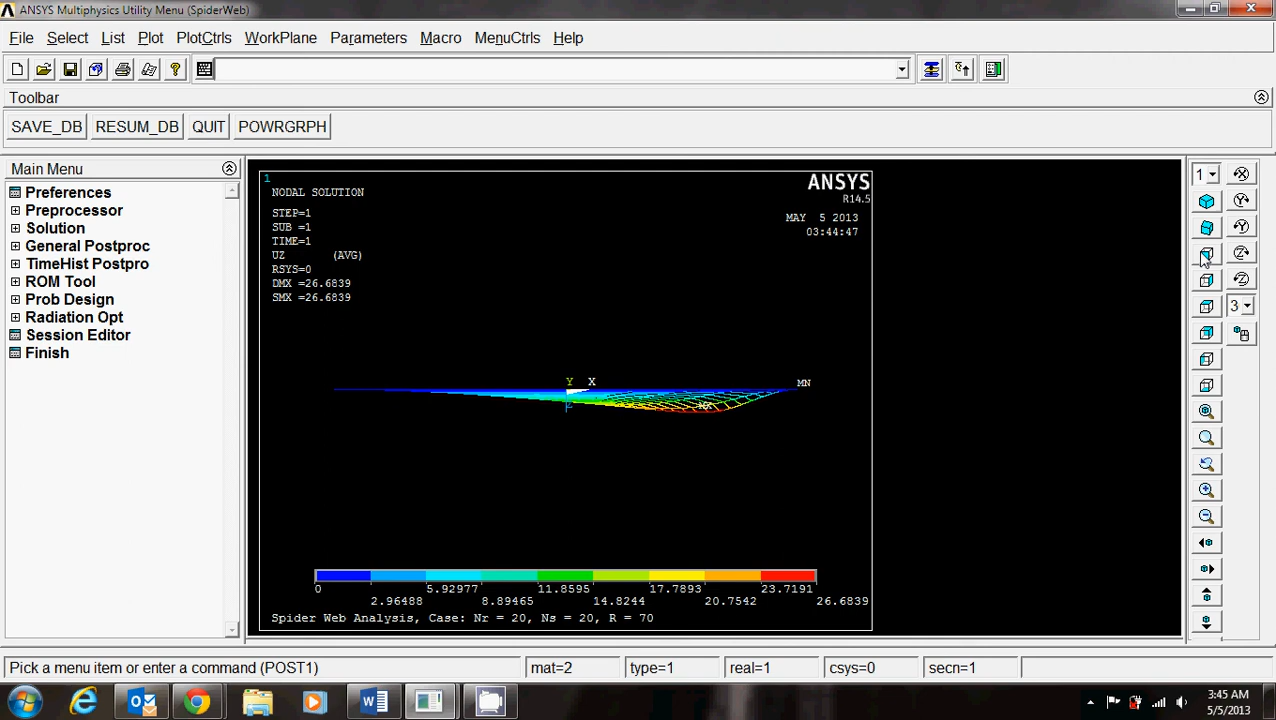 ANSYS Multiphysics Utility Menu (SpiderWeb)
File Select List Plot PlotCtrls WorkPlane Parameters Macro MenuCtrls Help
Toolbar
SAVE_DB RESUM_DB QUIT POWRGRPH
Main Menu
Preferences
Preprocessor
Solution
General Postproc
TimeHist Postpro
ROM Tool
Prob Design
Radiation Opt
Session Editor
Finish
1
NODAL SOLUTION
STEP=1
SUB =1
TIME=1
UZ (AVG)
RSYS=0
DMX =26.6839
SMX =26.6839
ANSYS
R14.5
MAY 5 2013
03:44:47
Y X MN
Z MX
0 5.92977 11.8595 17.7893 23.7191
2.96488 8.89465 14.8244 20.7542 26.6839
Spider Web Analysis, Case: Nr = 20, Ns = 20, R = 70
1
3
Pick a menu item or enter a command (POST1) mat=2 type=1 real=1 csys=0 secn=1
3:45 AM
5/5/2013